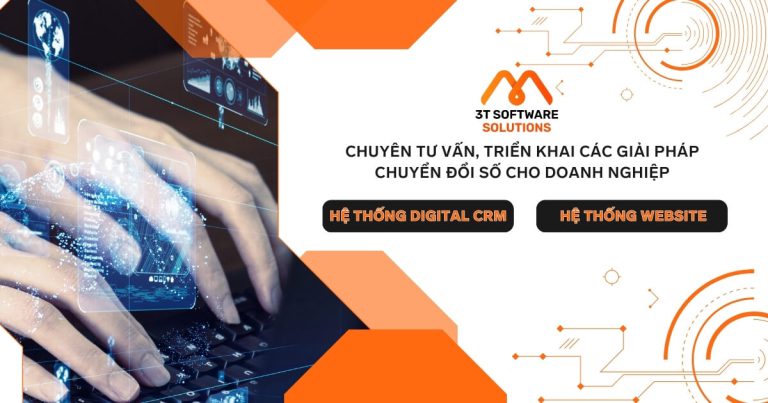 3T SOFTWARE
SOLUTIONS
CHUYÊN TƯ VẤN, TRIỂN KHAI CÁC GIẢI PHÁP
CHUYỂN ĐỔI SỐ CHO DOANH NGHIỆP
HỆ THỐNG DIGITAL CRM
HỆ THỐNG WEBSITE